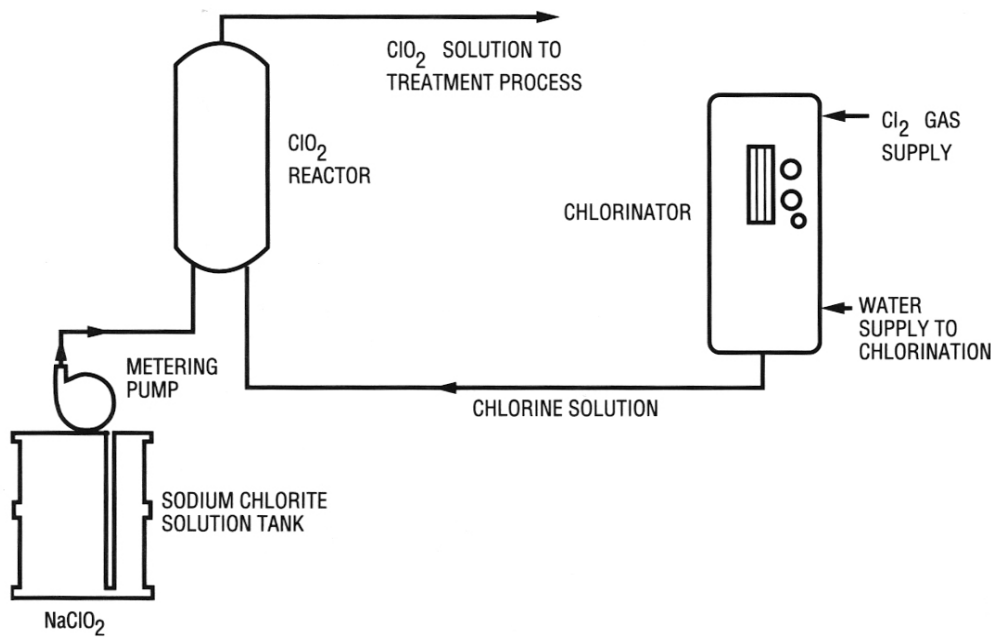 ClO2 SOLUTION TO
TREATMENT PROCESS
ClO2
REACTOR
Cl2 GAS
SUPPLY
CHLORINATOR
WATER
SUPPLY TO
CHLORINATION
METERING
PUMP
CHLORINE SOLUTION
SODIUM CHLORITE
SOLUTION TANK
NaClO2